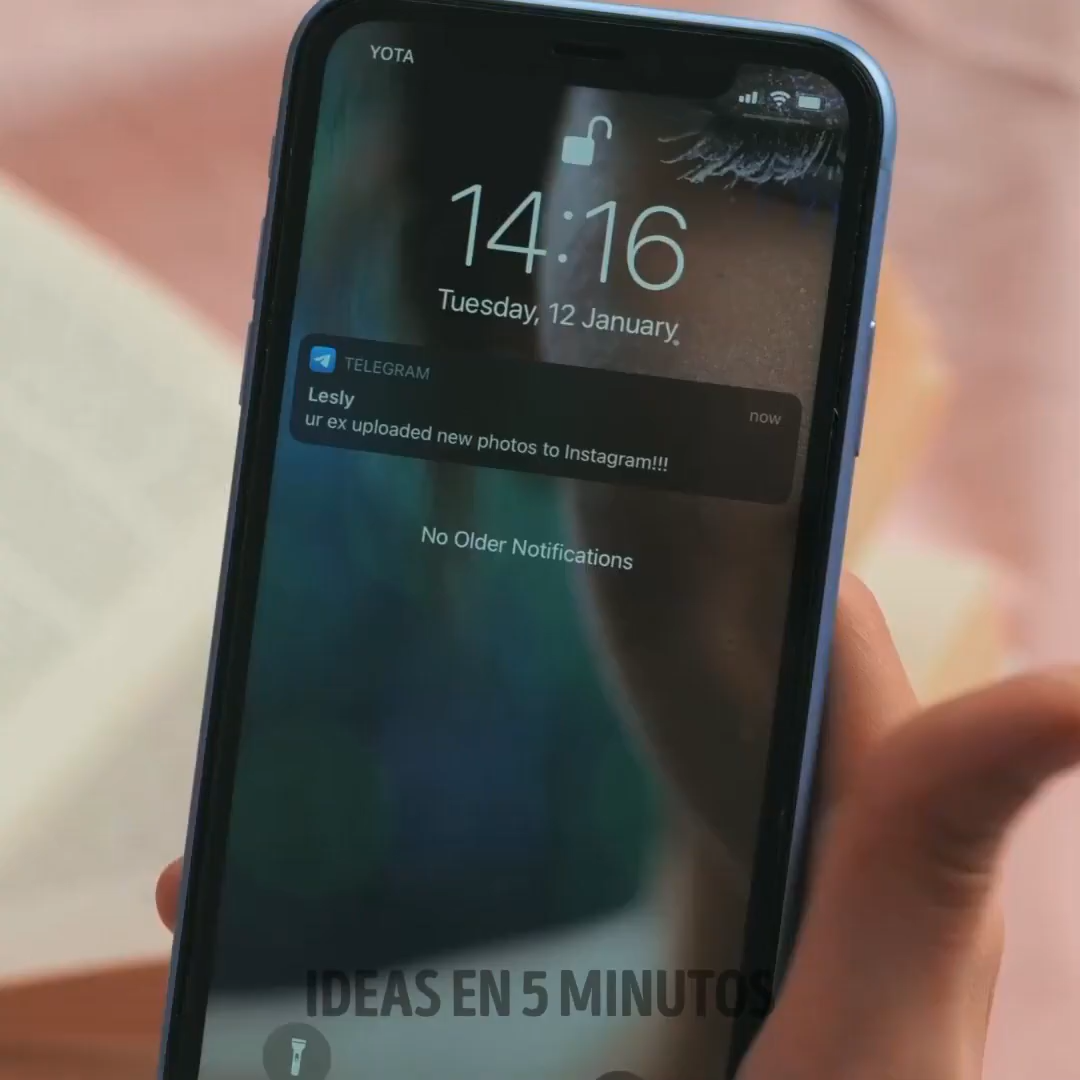 YOTA
14:16
Tuesday, 12 January
TELEGRAM
Lesly
now
ur ex uploaded new photos to Instagram!!!
No Older Notifications
IDEAS EN 5 MINUTOS